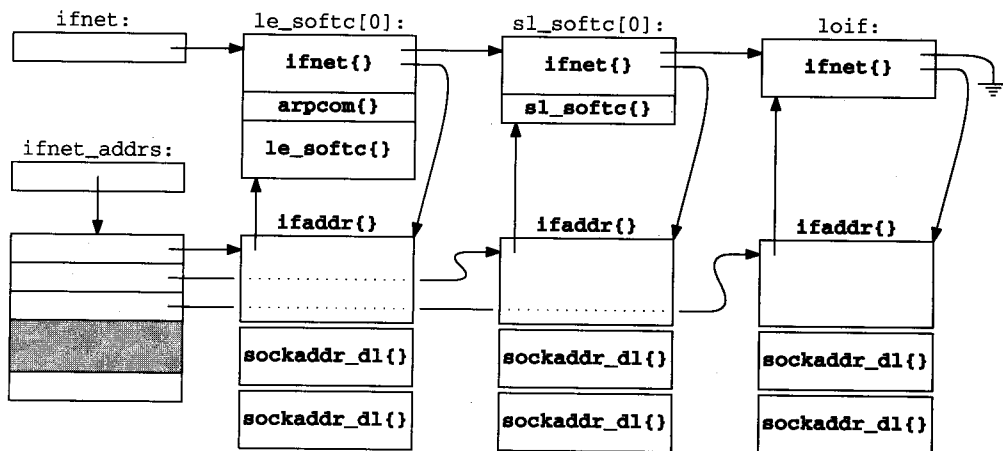 ifnet:
le_softc[0]:
sl_softc[0]:
loif:
ifnet{}
ifnet{}
ifnet{}
arpcom{}
sl_softc{}
le_softc{}
ifnet_addrs:
ifaddr{}
ifaddr{}
ifaddr{}
sockaddr_dl{}
sockaddr_dl{}
sockaddr_dl{}
sockaddr_dl{}
sockaddr_dl{}
sockaddr_dl{}